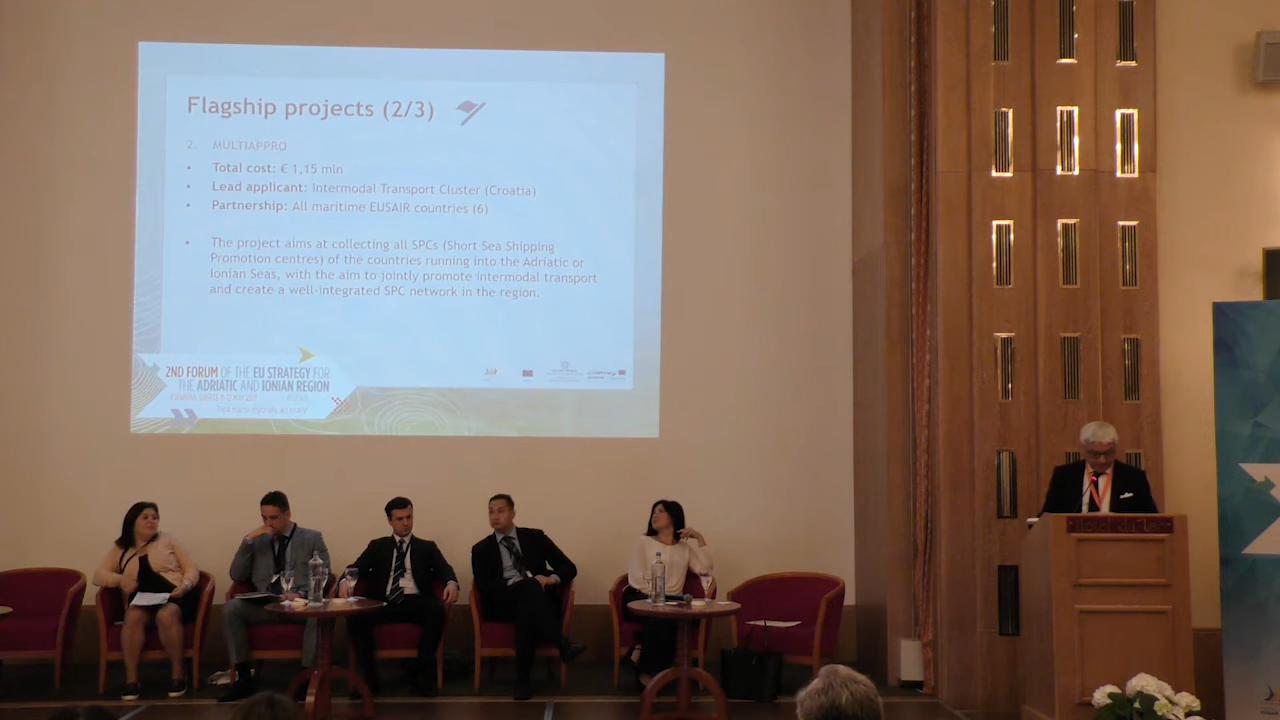 Flagship projects (2/3)
2. MULTIAPPRO
• Total cost: € 1,15 mln
• Lead applicant: Intermodal Transport Cluster (Croatia)
• Partnership: All maritime EUSAIR countries (6)
• The project aims at collecting all SPCs (Short Sea Shipping
Promotion centres) of the countries running into the Adriatic or
Ionian Seas, with the aim to jointly promote intermodal transport
and create a well-integrated SPC network in the region.
2ND FORUM OF THE EU STRATEGY FOR
THE ADRIATIC AND IONIAN REGION